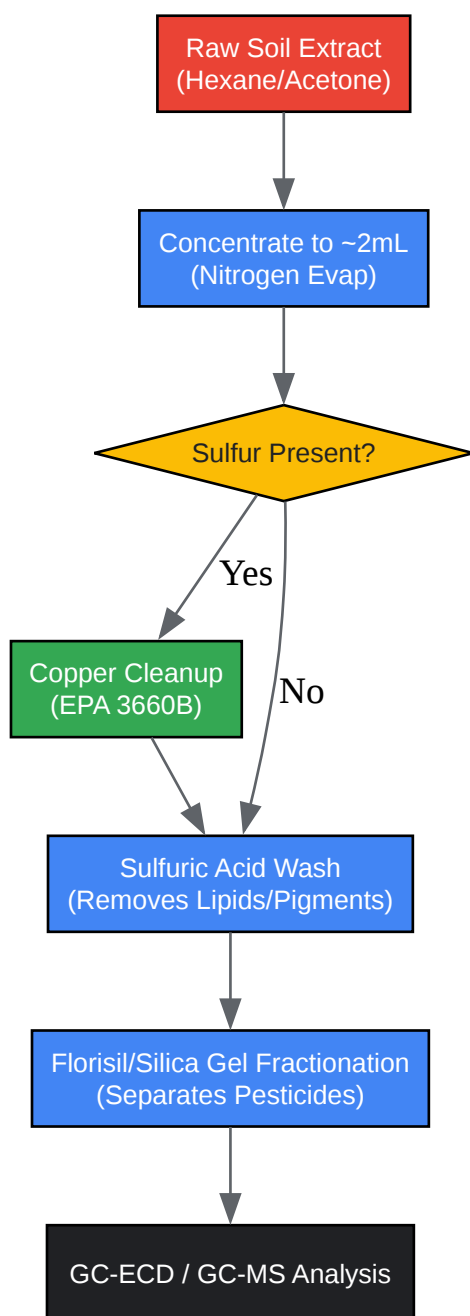 Raw Soil Extract
(Hexane/Acetone)
Concentrate to ~2mL
(Nitrogen Evap)
Sulfur Present?
Yes
Copper Cleanup
(EPA 3660B)
No
Sulfuric Acid Wash
(Removes Lipids/Pigments)
Florisil/Silica Gel Fractionation
(Separates Pesticides)
GC-ECD / GC-MS Analysis